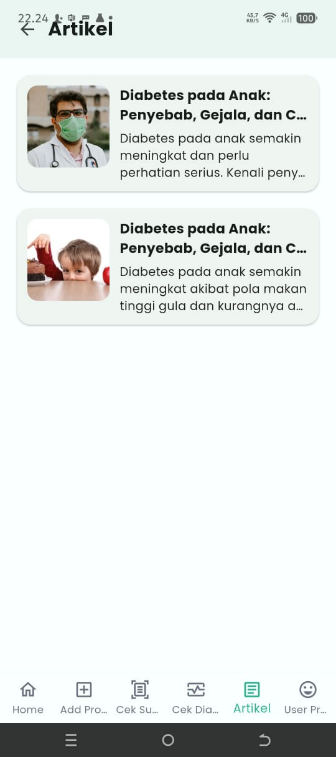 22.24
43,7
KB/S
4G
100
Artikel
Diabetes pada Anak:
Penyebab, Gejala, dan C...
Diabetes pada anak semakin
meningkat dan perlu
perhatian serius. Kenali peny...
Diabetes pada Anak:
Penyebab, Gejala, dan C...
Diabetes pada anak semakin
meningkat akibat pola makan
tinggi gula dan kurangnya a...
Home
Add Pro...
Cek Su...
Cek Dia...
Artikel
User Pr...